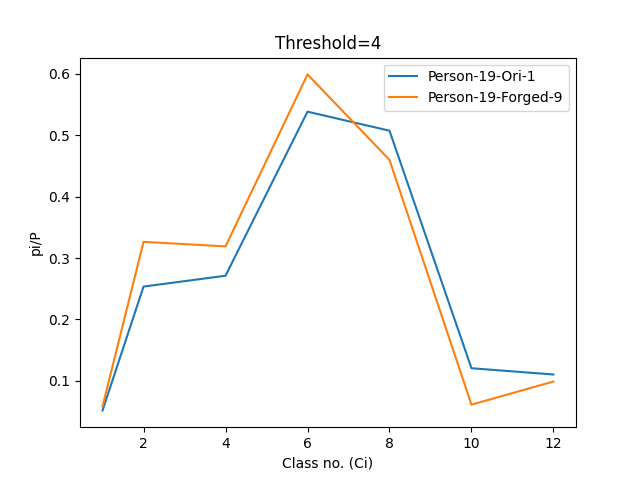 Threshold=4
Person-19-Ori-1
Person-19-Forged-9
0.6
0.5
0.4
0.3
0.2
0.1
pi/P
2 4 6 8 10 12
Class no. (Ci)